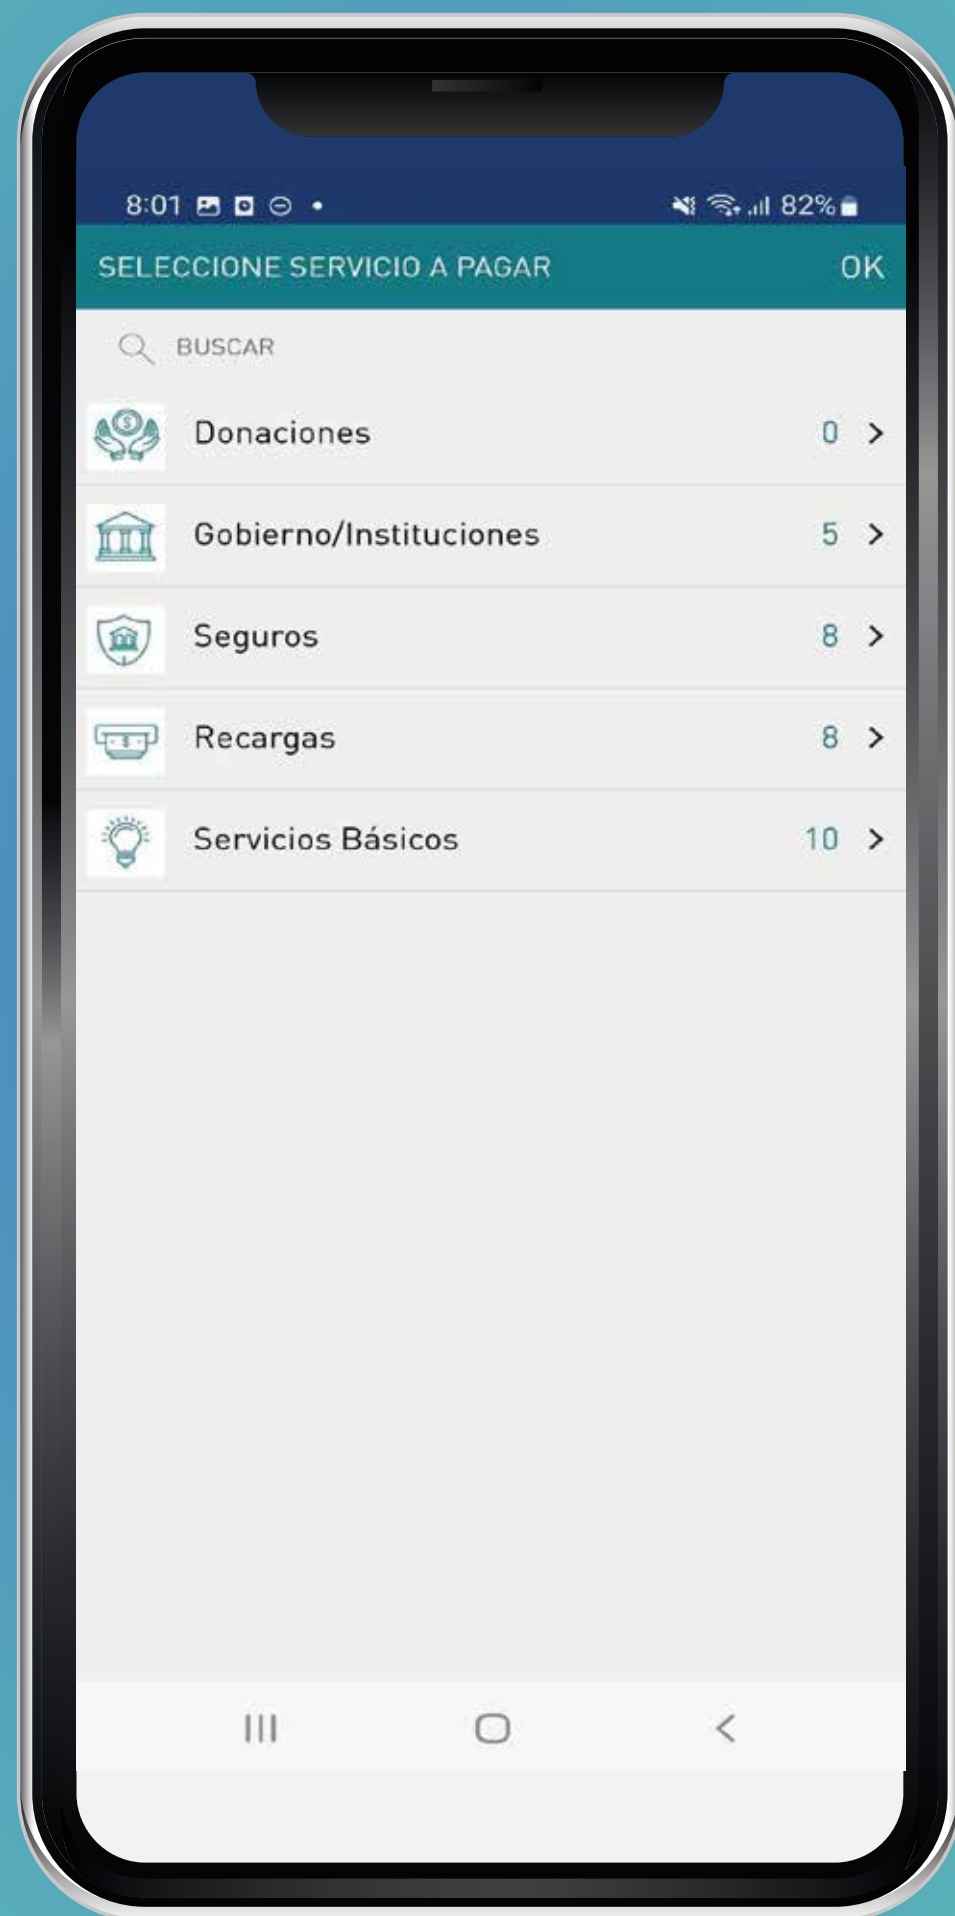 8:01 82%
SELECCIONE SERVICIO A PAGAR OK
BUSCAR
Donaciones 0
Gobierno/Instituciones 5
Seguros 8
Recargas 8
Servicios Básicos 10